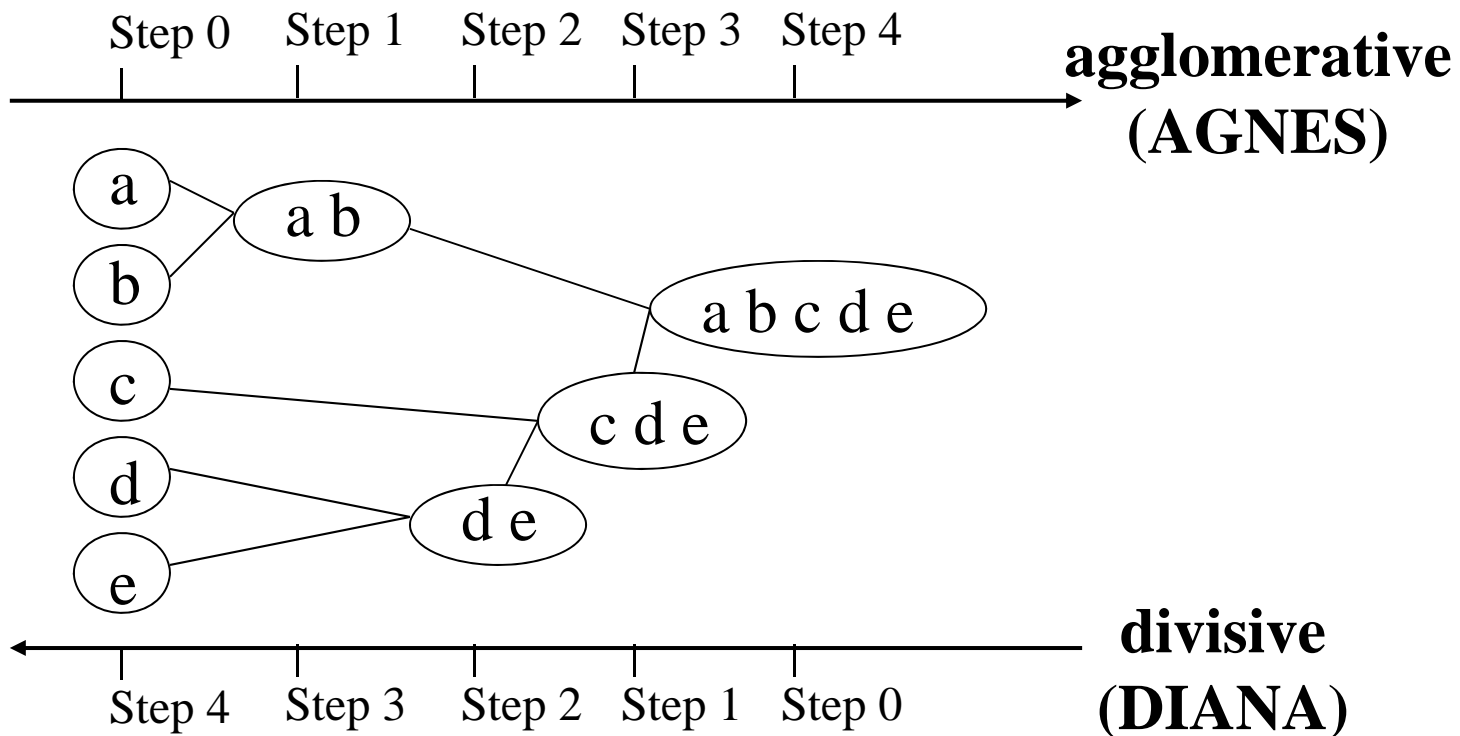 Step 0 Step 1 Step 2 Step 3 Step 4
agglomerative
(AGNES)
a
a b
b
a b c d e
c
c d e
d
d e
e
divisive
(DIANA)
Step 4 Step 3 Step 2 Step 1 Step 0